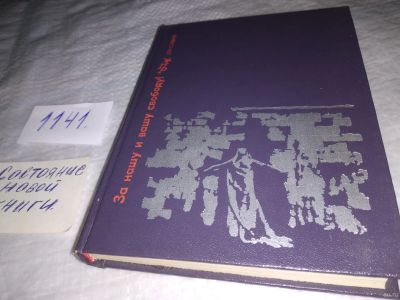 1141.
Состояние
новой
книги.
За нашу и вашу свободу!